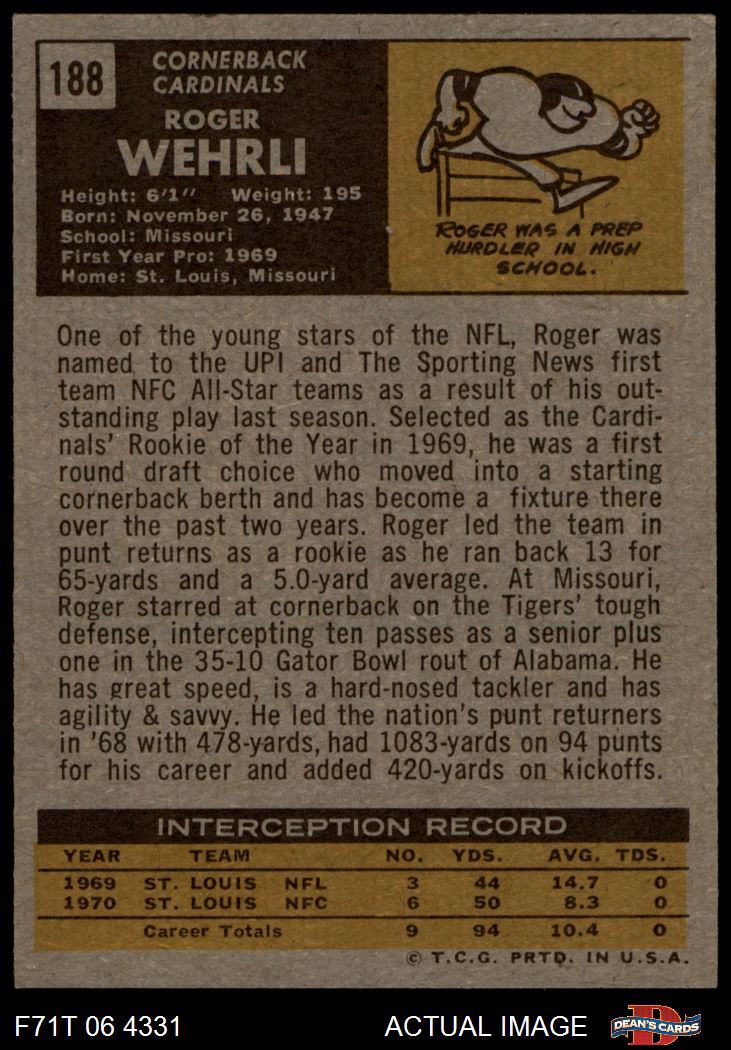 188
CORNERBACK
CARDINALS
ROGER
WEHRLI
Height: 6'1" Weight: 195
Born: November 26, 1947
School: Missouri
First Year Pro: 1969
Home: St. Louis, Missouri
ROGER WAS A PREP
HURDLER IN HIGH
SCHOOL.
One of the young stars of the NFL, Roger was
named to the UPI and The Sporting News first
team NFC All-Star teams as a result of his out-
standing play last season. Selected as the Cardi-
nals' Rookie of the Year in 1969, he was a first
round draft choice who moved into a starting
cornerback berth and has become a fixture there
over the past two years. Roger led the team in
punt returns as a rookie as he ran back 13 for
65-yards and a 5.0-yard average. At Missouri,
Roger starred at cornerback on the Tigers' tough
defense, intercepting ten passes as a senior plus
one in the 35-10 Gator Bowl rout of Alabama. He
has great speed, is a hard-nosed tackler and has
agility & savvy. He led the nation's punt returners
in '68 with 478-yards, had 1083-yards on 94 punts
for his career and added 420-yards on kickoffs.
INTERCEPTION RECORD
YEAR TEAM NO. YDS. AVG. TDS.
1969 ST. LOUIS NFL 3 44 14.7 0
1970 ST. LOUIS NFC 6 50 8.3 0
Career Totals 9 94 10.4 0
© T.C.G. PRTD. IN U.S.A.
F71T 06 4331 ACTUAL IMAGE D DEAN'S CARDS